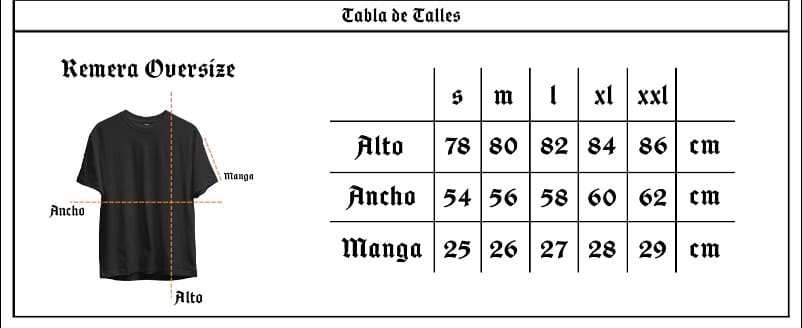 Tabla de Talles
Remera Oversize
s m l xl xxl
Alto 78 80 82 84 86 cm
Ancho 54 56 58 60 62 cm
Manga 25 26 27 28 29 cm
Manga
Ancho
Alto